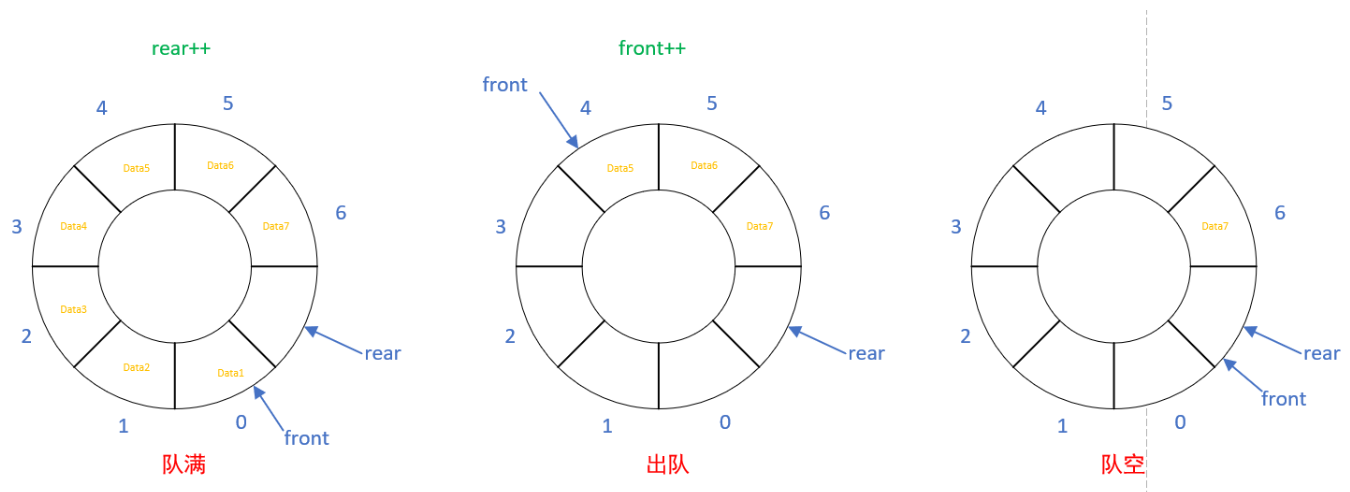 rear++
4
5
Data5
Data6
3
Data4
Data7
6
Data3
2
Data2
Data1
rear
1
0
front
队满
front++
front
4
5
Data5
Data6
3
Data7
6
2
rear
1
0
出队
4
5
3
Data7
6
2
rear
front
1
0
队空